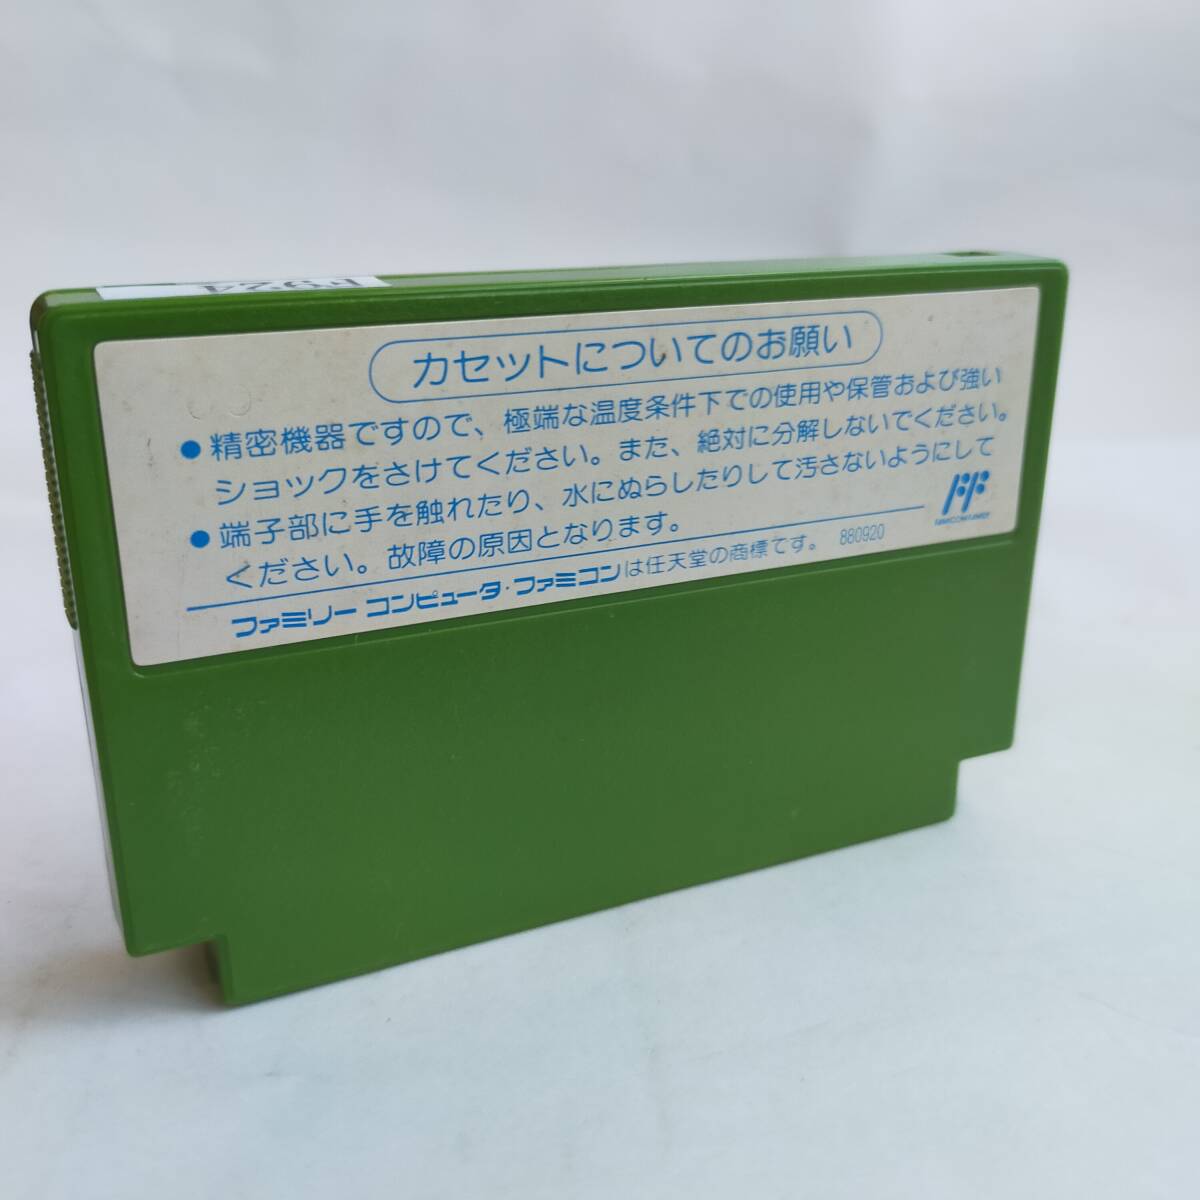 F924
カセットについてのお願い
●精密機器ですので、極端な温度条件下での使用や保管および強い
ショックをさけてください。また、絶対に分解しないでください。
●端子部に手を触れたり、水にぬらしたりして汚さないようにして
ください。故障の原因となります。
FF
FAMICOM FAMILY
ファミリー コンピュータ・ファミコンは任天堂の商標です。 880920